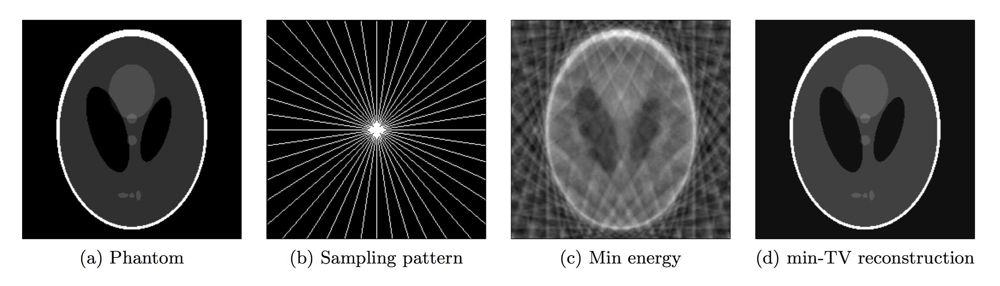 (a) Phantom
(b) Sampling pattern
(c) Min energy
(d) min-TV reconstruction